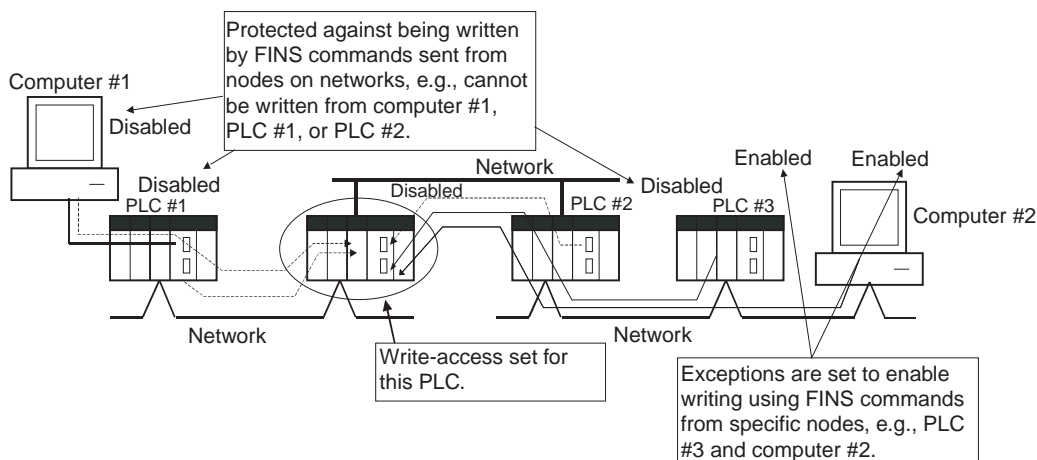 Protected against being written
by FINS commands sent from
nodes on networks, e.g., cannot
be written from computer #1,
PLC #1, or PLC #2.
Computer #1
Disabled
Disabled
PLC #1
Network
Disabled
Disabled
PLC #2
PLC #3
Enabled
Enabled
Computer #2
Network
Network
Write-access set for
this PLC.
Exceptions are set to enable
writing using FINS commands
from specific nodes, e.g., PLC
#3 and computer #2.